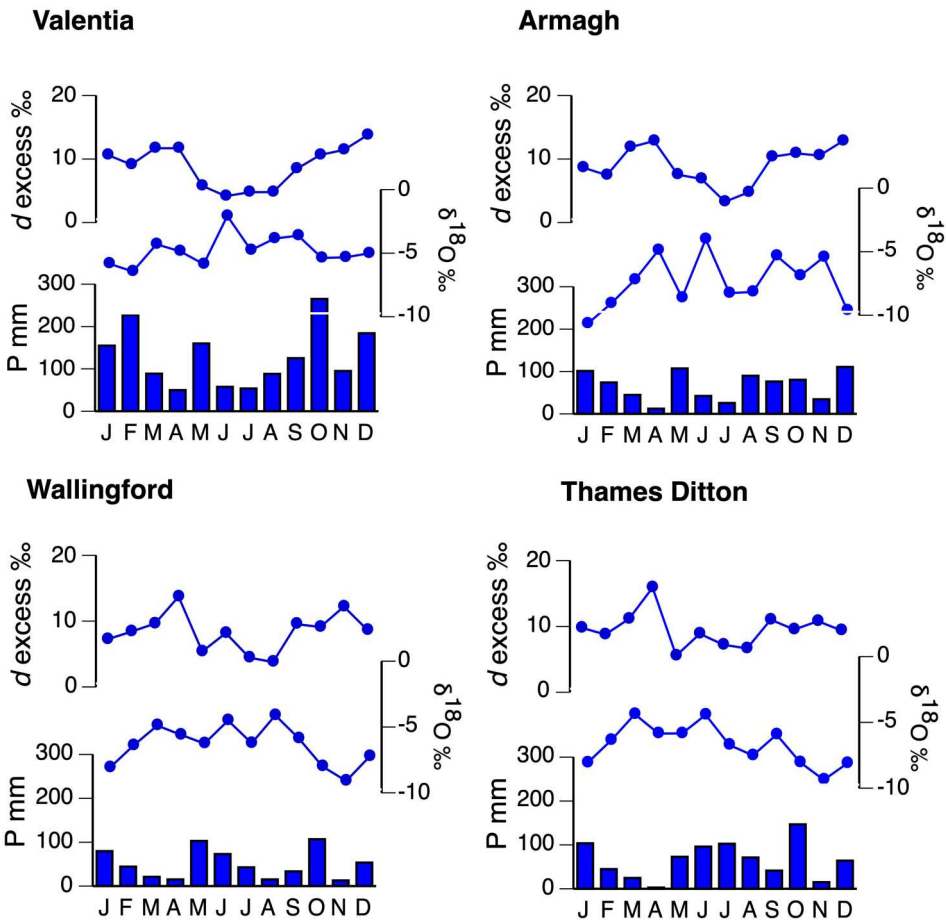 Valentia
20
10
0
d excess ‰
0
-5
-10
δ18O‰
300
200
100
0
P mm
J F M A M J J A S O N D
Armagh
20
10
0
d excess ‰
0
-5
-10
δ18O‰
300
200
100
0
P mm
J F M A M J J A S O N D
Wallingford
20
10
0
d excess ‰
0
-5
-10
δ18O‰
300
200
100
0
P mm
J F M A M J J A S O N D
Thames Ditton
20
10
0
d excess ‰
0
-5
-10
δ18O‰
300
200
100
0
P mm
J F M A M J J A S O N D